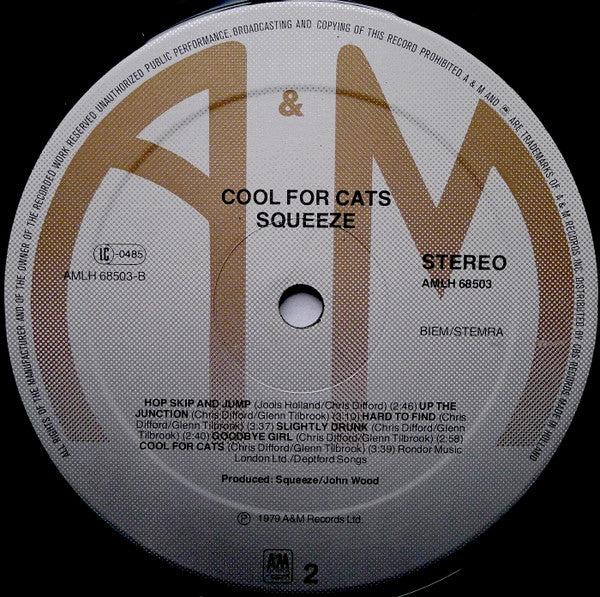 ALL RIGHTS OF THE MANUFACTURER AND OF THE OWNER OF THE RECORDED WORK RESERVED. UNAUTHORIZED PUBLIC PERFORMANCE, BROADCASTING AND COPYING OF THIS RECORD PROHIBITED. A & M AND ARE TRADEMARKS OF A & M RECORDS INC. DISTRIBUTED BY CBS. RECORDS MADE IN HOLLAND
A & M
COOL FOR CATS
SQUEEZE
LC-0485
AMLH 68503-B
STEREO
AMLH 68503
BIEM/STEMRA
HOP SKIP AND JUMP (Jools Holland/Chris Difford) (2:46) UP THE
JUNCTION (Chris Difford/Glenn Tilbrook) (3:10) HARD TO FIND (Chris
Difford/Glenn Tilbrook) (3:37) SLIGHTLY DRUNK (Chris Difford/Glenn
Tilbrook) (2:40) GOODBYE GIRL (Chris Difford/Glenn Tilbrook) (2:58)
COOL FOR CATS (Chris Difford/Glenn Tilbrook) (3:39) Rondor Music
London Ltd./Deptford Songs
Produced: Squeeze/John Wood
℗ 1979 A&M Records Ltd.
A&M
2